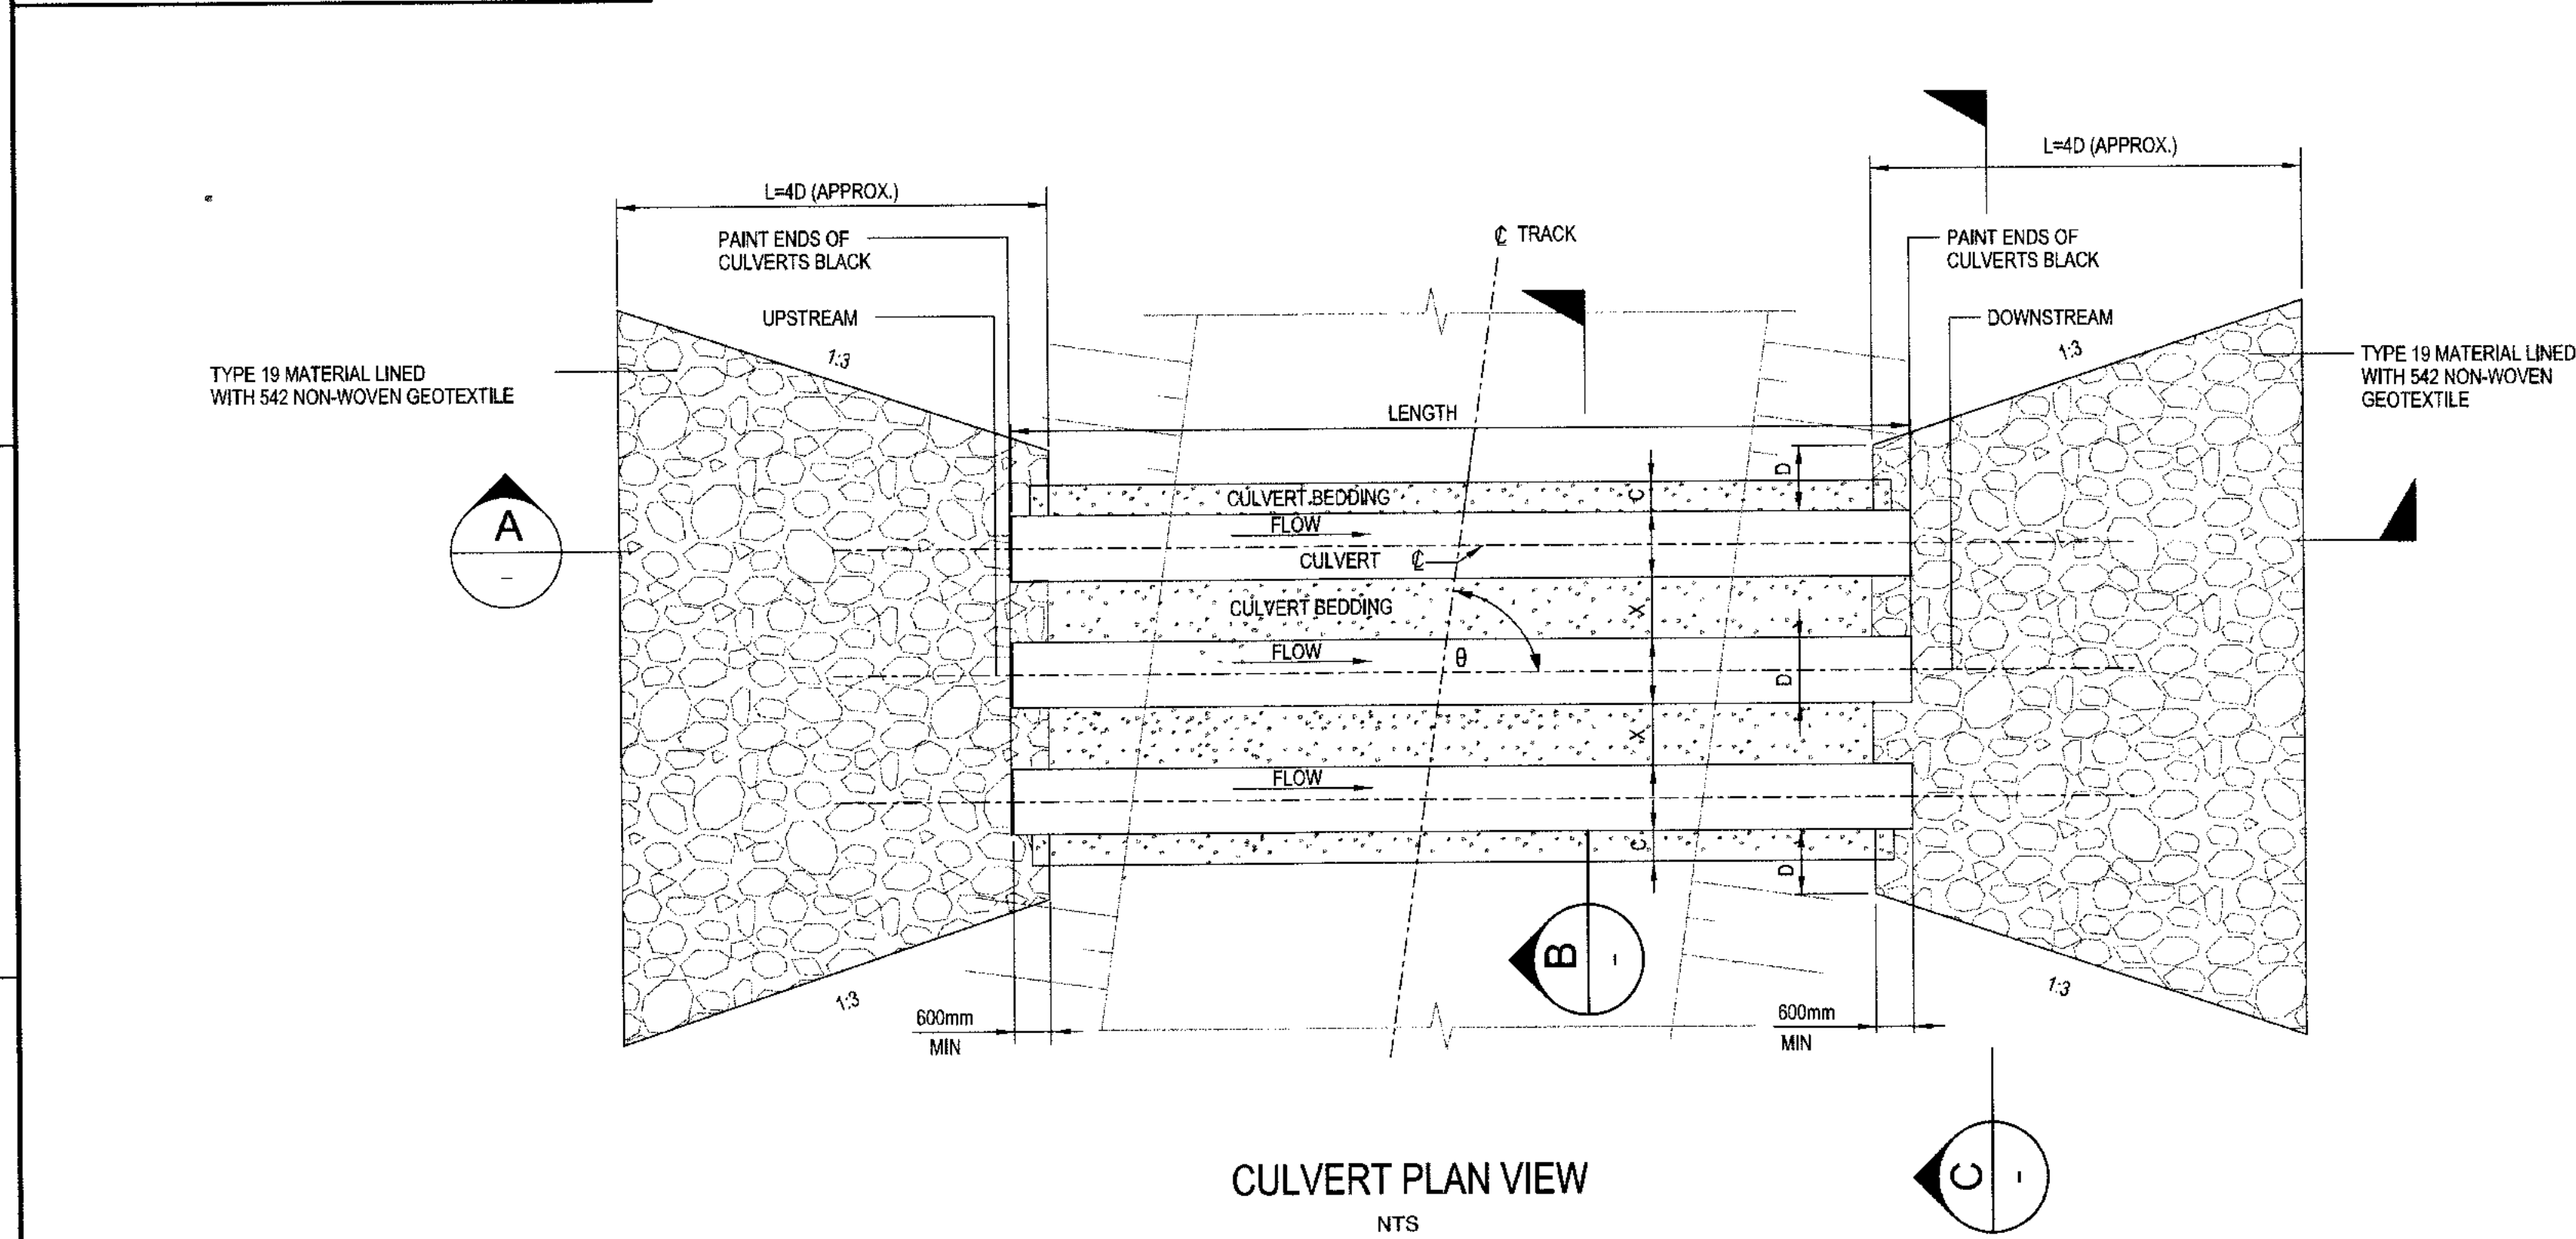 L=4D (APPROX.)
L=4D (APPROX.)
PAINT ENDS OF
CULVERTS BLACK
℄ TRACK
PAINT ENDS OF
CULVERTS BLACK
UPSTREAM
DOWNSTREAM
1:3
1:3
TYPE 19 MATERIAL LINED
WITH 542 NON-WOVEN GEOTEXTILE
TYPE 19 MATERIAL LINED
WITH 542 NON-WOVEN
GEOTEXTILE
LENGTH
D
CULVERT BEDDING
C
A
-
FLOW
CULVERT ℄
CULVERT BEDDING
X
FLOW
θ
D
X
FLOW
C
D
B
-
1:3
1:3
600mm
MIN
600mm
MIN
CULVERT PLAN VIEW
NTS
C
-